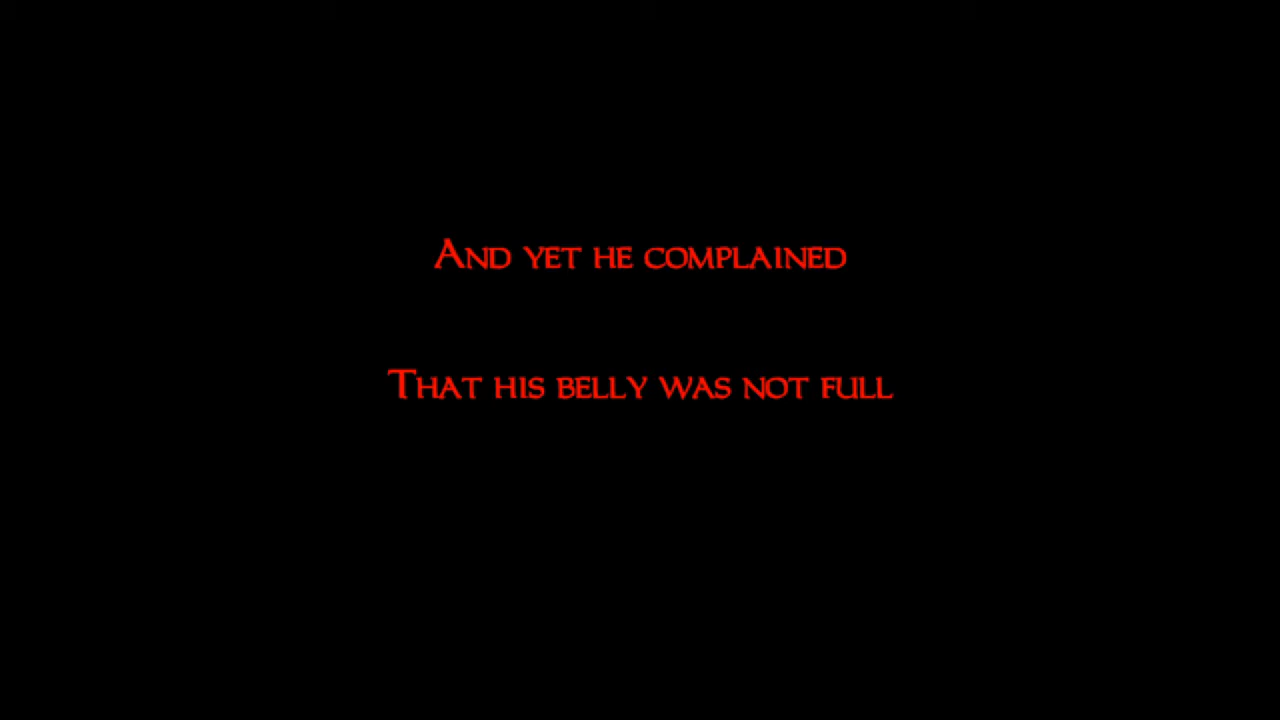 And yet he complained
That his belly was not full